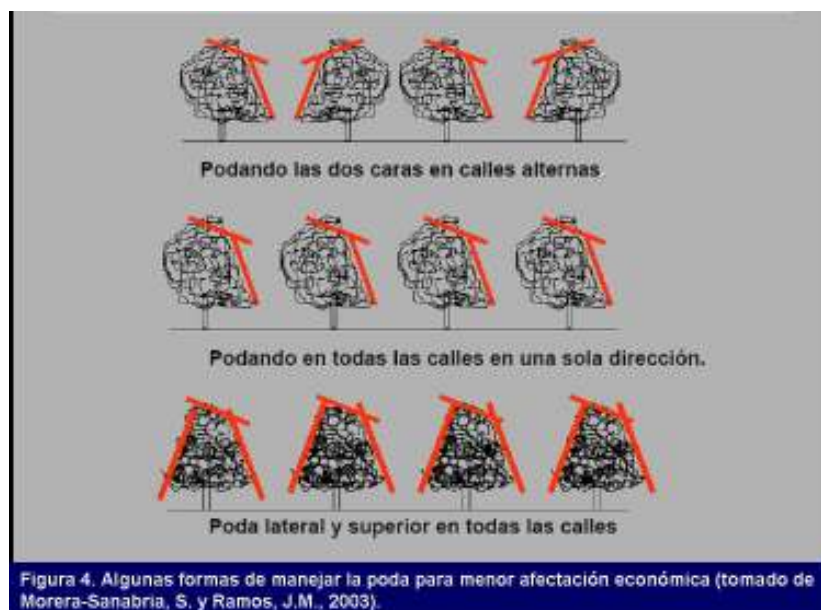 Podando las dos caras en calles alternas
Podando en todas las calles en una sola dirección.
Poda lateral y superior en todas las calles
Figura 4. Algunas formas de manejar la poda para menor afectación económica (tomado de
Morera-Sanabria, S. y Ramos, J.M., 2003).